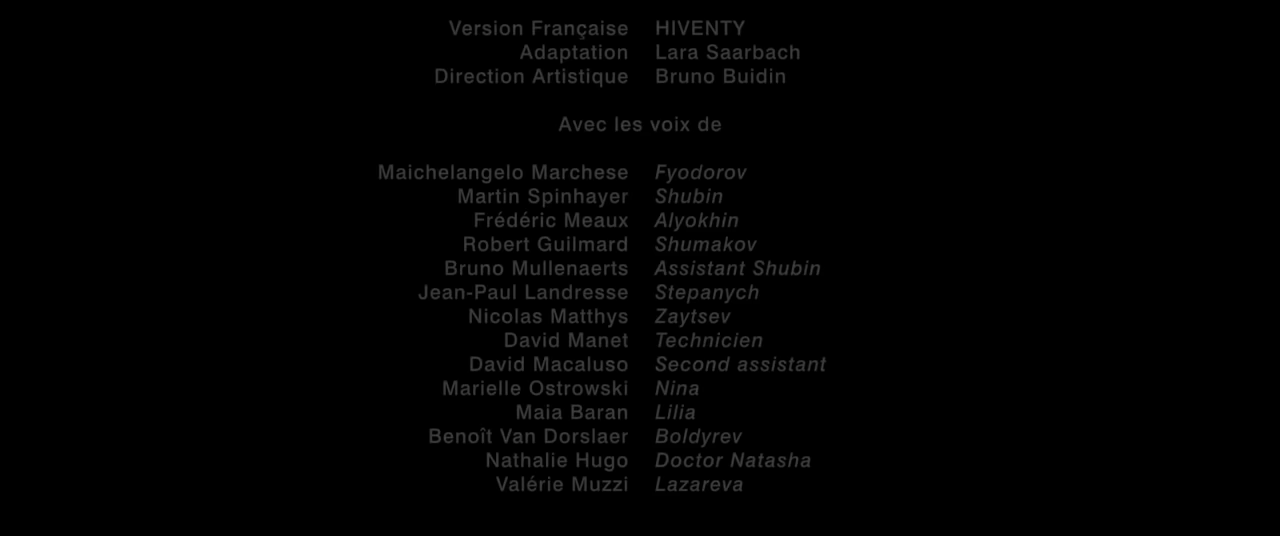 Version Française HIVENTY
Adaptation Lara Saarbach
Direction Artistique Bruno Buidin
Avec les voix de
Maichelangelo Marchese Fyodorov
Martin Spinhayer Shubin
Frédéric Meaux Alyokhin
Robert Guilmard Shumakov
Bruno Mullenaerts Assistant Shubin
Jean-Paul Landresse Stepanych
Nicolas Matthys Zaytsev
David Manet Technicien
David Macaluso Second assistant
Marielle Ostrowski Nina
Maia Baran Lilia
Benoît Van Dorslaer Boldyrev
Nathalie Hugo Doctor Natasha
Valérie Muzzi Lazareva